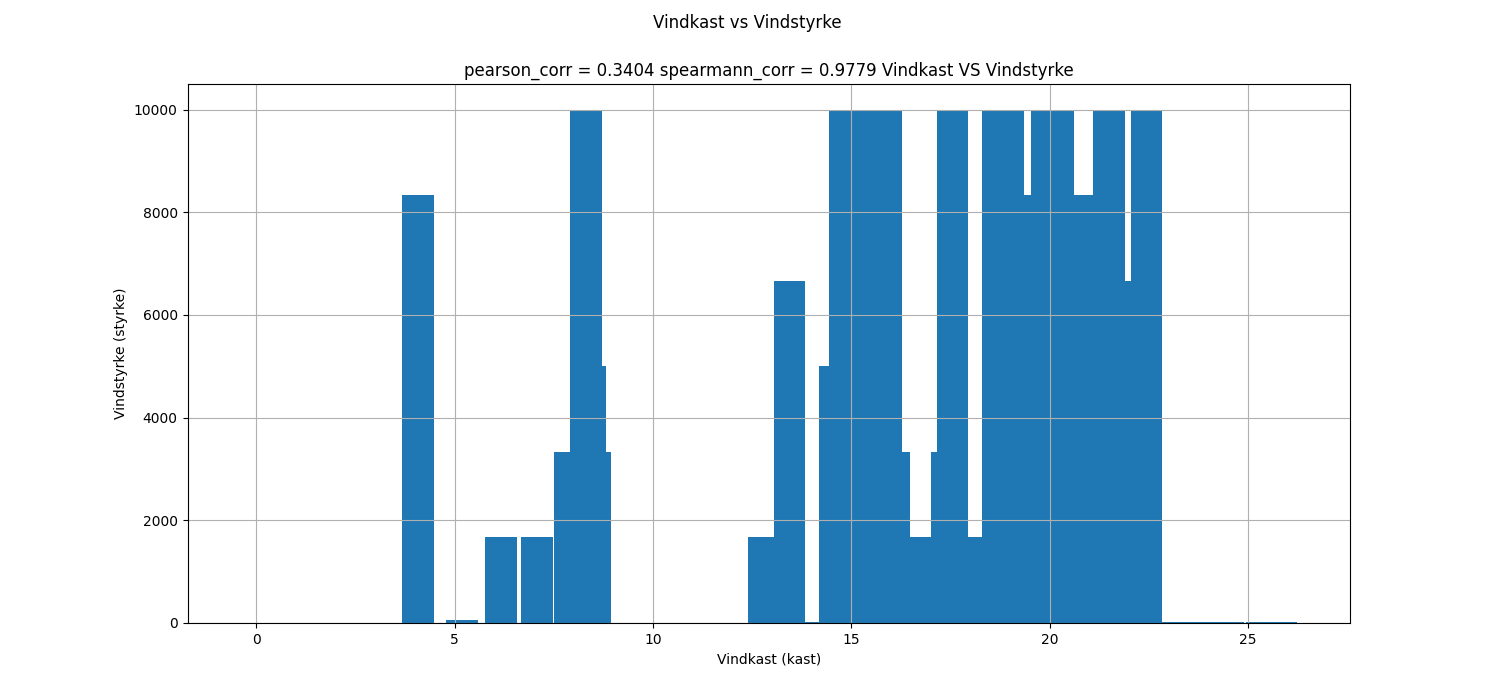 Vindkast vs Vindstyrke
pearson_corr = 0.3404 spearmann_corr = 0.9779 Vindkast VS Vindstyrke
Vindstyrke (styrke)
10000
8000
6000
4000
2000
0
0 5 10 15 20 25
Vindkast (kast)